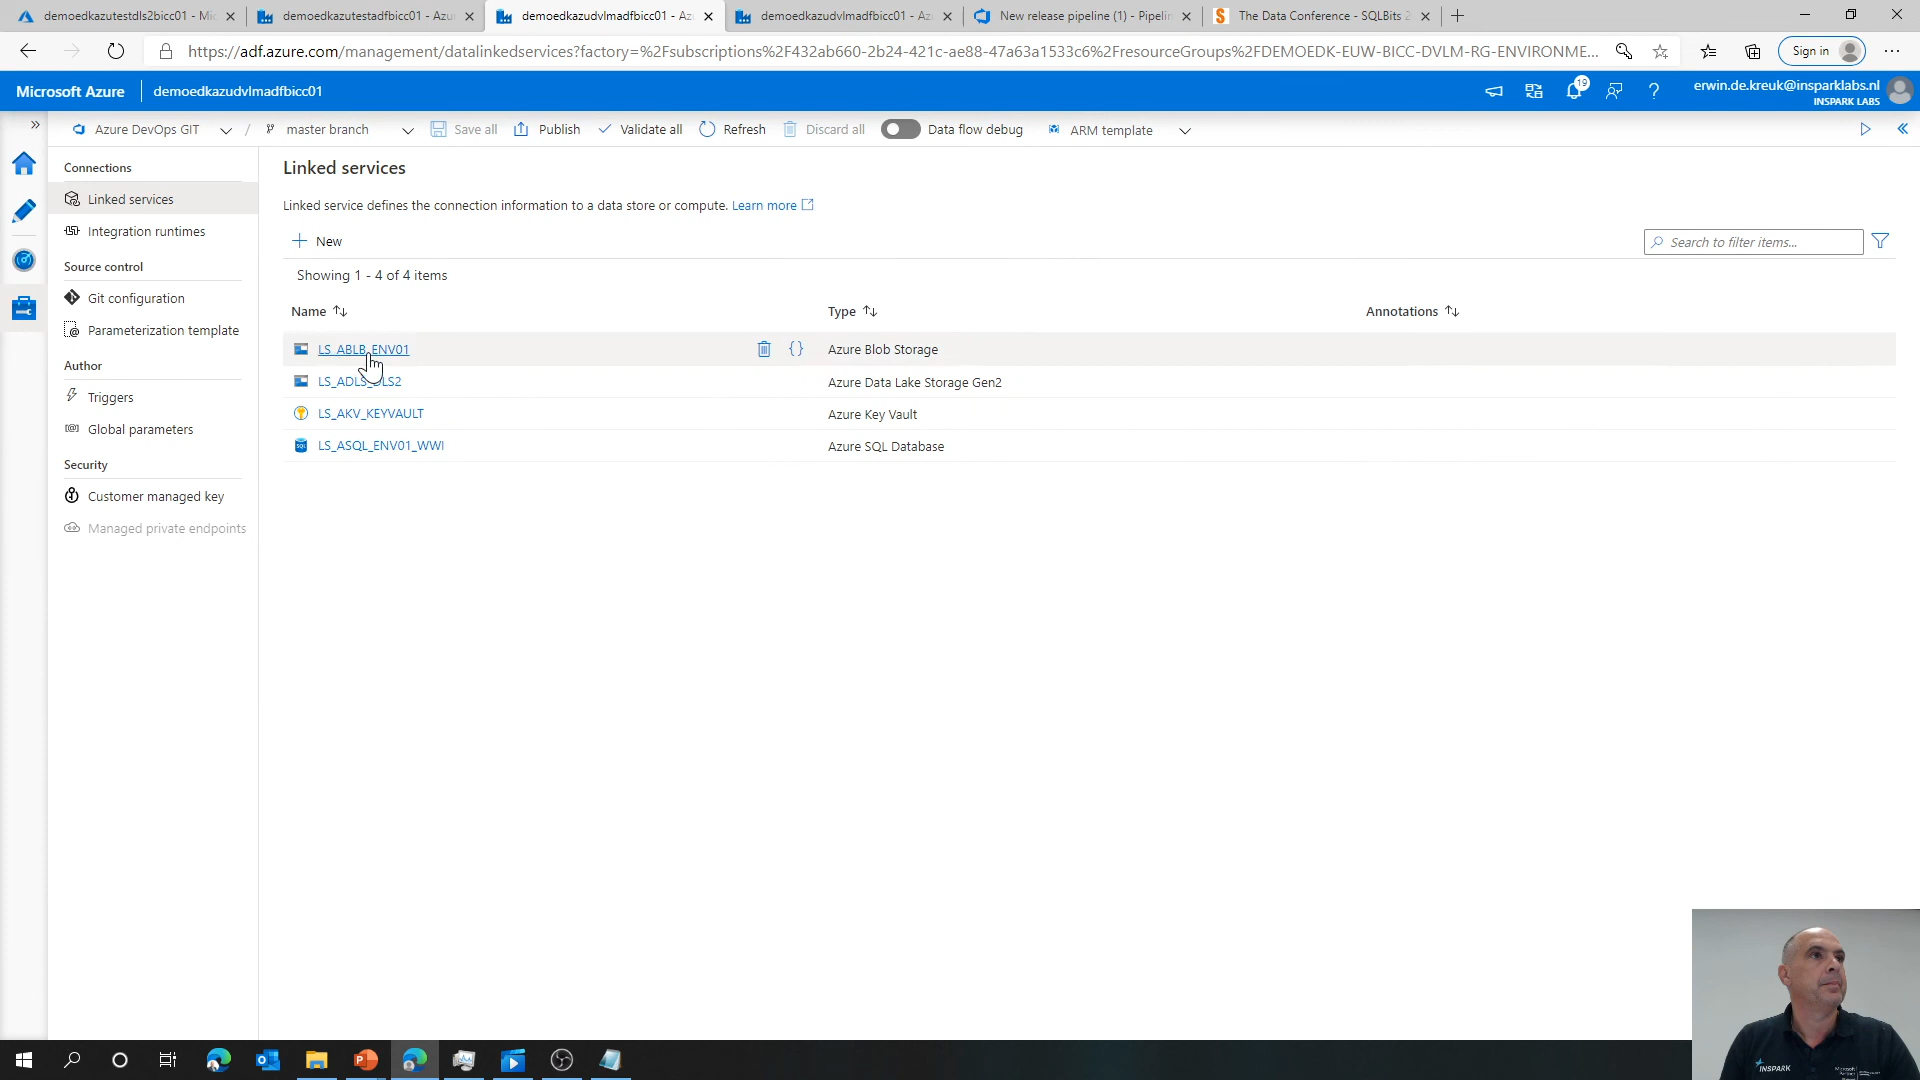 demoedkazutestdls2bicc01 - Mic
demoedkazutestadfbicc01 - Azur
demoedkazudvlmadfbicc01 - Az
demoedkazudvlmadfbicc01 - Az
New release pipeline (1) - Pipelin
The Data Conference - SQLBits 2
https://adf.azure.com/management/datalinkedservices?factory=%2Fsubscriptions%2F432ab660-2b24-421c-ae88-47a63a1533c6%2FresourceGroups%2FDEMOEDK-EUW-BICC-DVLM-RG-ENVIRONME...
Sign in
Microsoft Azure
demoedkazudvlmadfbicc01
19
erwin.de.kreuk@insparklabs.nl
INSPARK LABS
Azure DevOps GIT / master branch
Save all
Publish
Validate all
Refresh
Discard all
Data flow debug
ARM template
Connections
Linked services
Integration runtimes
Source control
Git configuration
Parameterization template
Author
Triggers
Global parameters
Security
Customer managed key
Managed private endpoints
Linked services
Linked service defines the connection information to a data store or compute. Learn more
New
Search to filter items...
Showing 1 - 4 of 4 items
Name Type Annotations
LS_ABLB_ENV01 {} Azure Blob Storage
LS_ADLS_DLS2 Azure Data Lake Storage Gen2
LS_AKV_KEYVAULT Azure Key Vault
LS_ASQL_ENV01_WWI Azure SQL Database
INSPARK